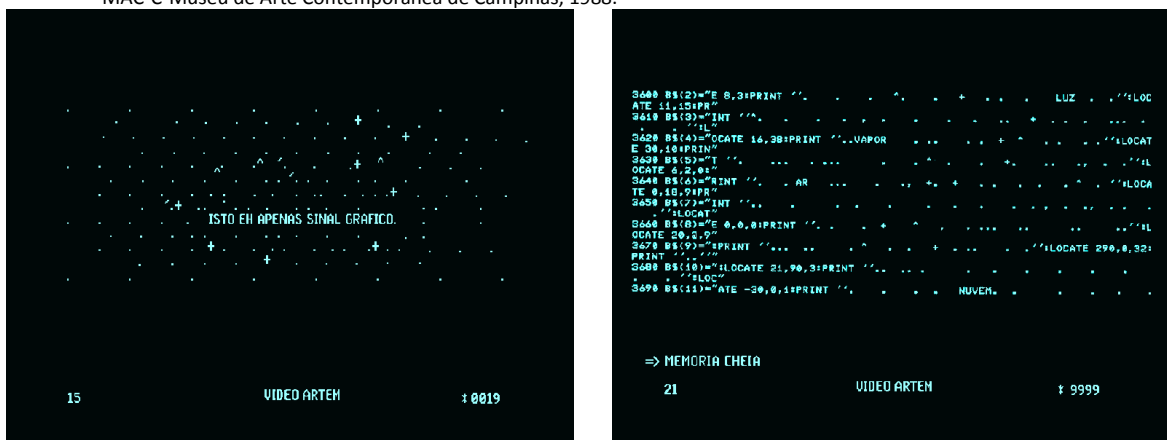 MAC-C-Museu de Arte Contemporânea de Campinas, 1988.
ISTO EH APENAS SINAL GRAFICO.
15 VIDEO ARTEM ‡ 0019
3600 B$(2)="E 8,3:PRINT ''. . . ^. . . + . . . LUZ . .'':LOC
ATE 11,15:PR"
3610 B$(3)="INT ''^. . . . . , . . . . . + . . ... .
. . '':L"
3620 B$(4)="OCATE 16,38:PRINT ''..VAPOR . .. . . + ^ . . . .'':LOCAT
E 30,10:PRIN"
3630 B$(5)="T ''. ... . ... . . ^ . . +. .. ., . .'':L
OCATE 6,2,0:"
3640 B$(6)="RINT ''. . AR ... . ., +. + . . . . . ^ . '':LOCA
TE 0,18,9:PR"
3650 B$(7)="INT ''.. . . . . . . . . . . . . .
. '':LOCAT"
3660 B$(8)="E 0,0,0:PRINT ''. . . + ^ . , ... .. . ..'':L
OCATE 20,2,9"
3670 B$(9)=":PRINT ''... .. . ^ . . + ... . .'':LOCATE 290,0,32:
PRINT ''..''"
3680 B$(10)=":LOCATE 21,90,3:PRINT ''.. .. . . . . . . . . .
. . '':LOC"
3690 B$(11)="ATE -30,0,1:PRINT ''. . . . NUVEM. . . . . .
=> MEMORIA CHEIA
21 VIDEO ARTEM ‡ 9999